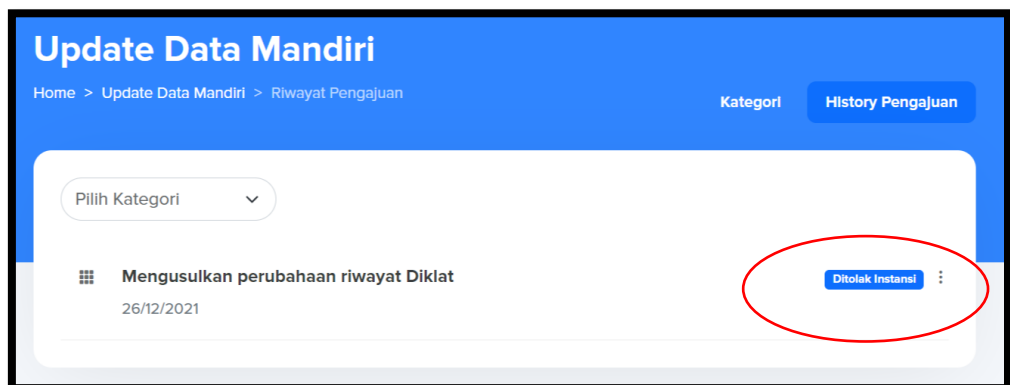 Update Data Mandiri
Home > Update Data Mandiri > Riwayat Pengajuan
Kategori
History Pengajuan
Pilih Kategori
Mengusulkan perubahaan riwayat Diklat
Ditolak Instansi
26/12/2021